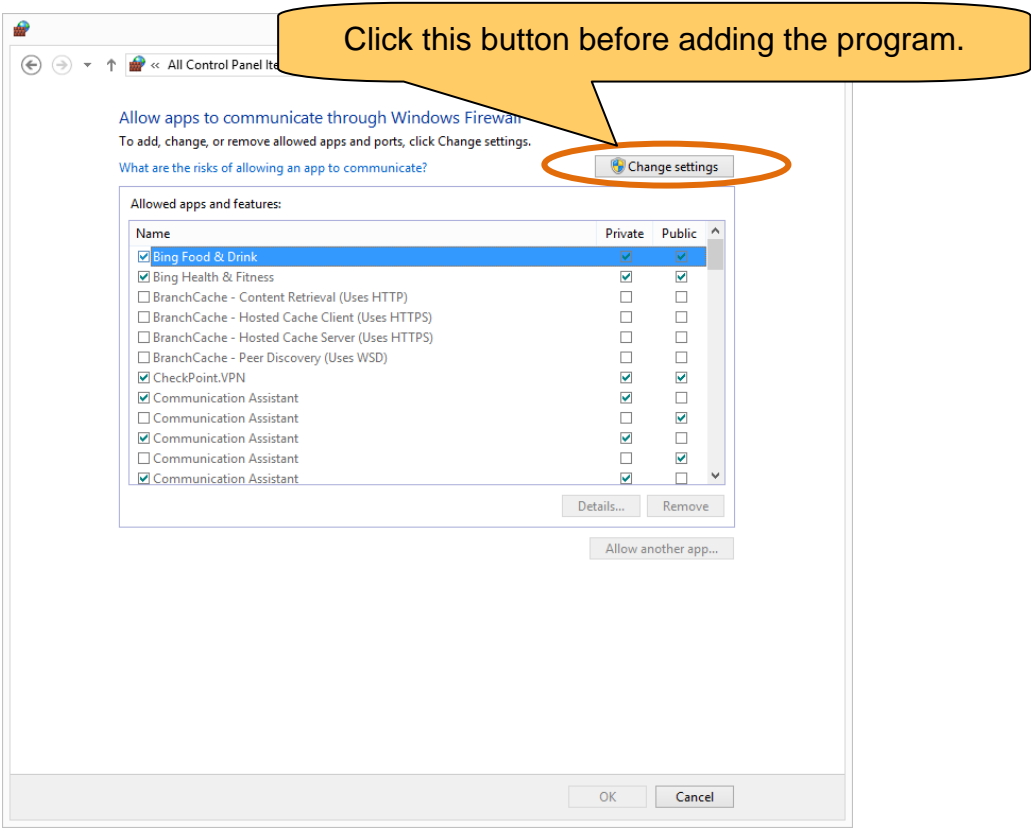 Click this button before adding the program.
« All Control Panel Ite
Allow apps to communicate through Windows Firewall
To add, change, or remove allowed apps and ports, click Change settings.
What are the risks of allowing an app to communicate?
Change settings
Allowed apps and features:
Name Private Public
Bing Food & Drink
Bing Health & Fitness
BranchCache - Content Retrieval (Uses HTTP)
BranchCache - Hosted Cache Client (Uses HTTPS)
BranchCache - Hosted Cache Server (Uses HTTPS)
BranchCache - Peer Discovery (Uses WSD)
CheckPoint.VPN
Communication Assistant
Communication Assistant
Communication Assistant
Communication Assistant
Communication Assistant
Details... Remove
Allow another app...
OK Cancel